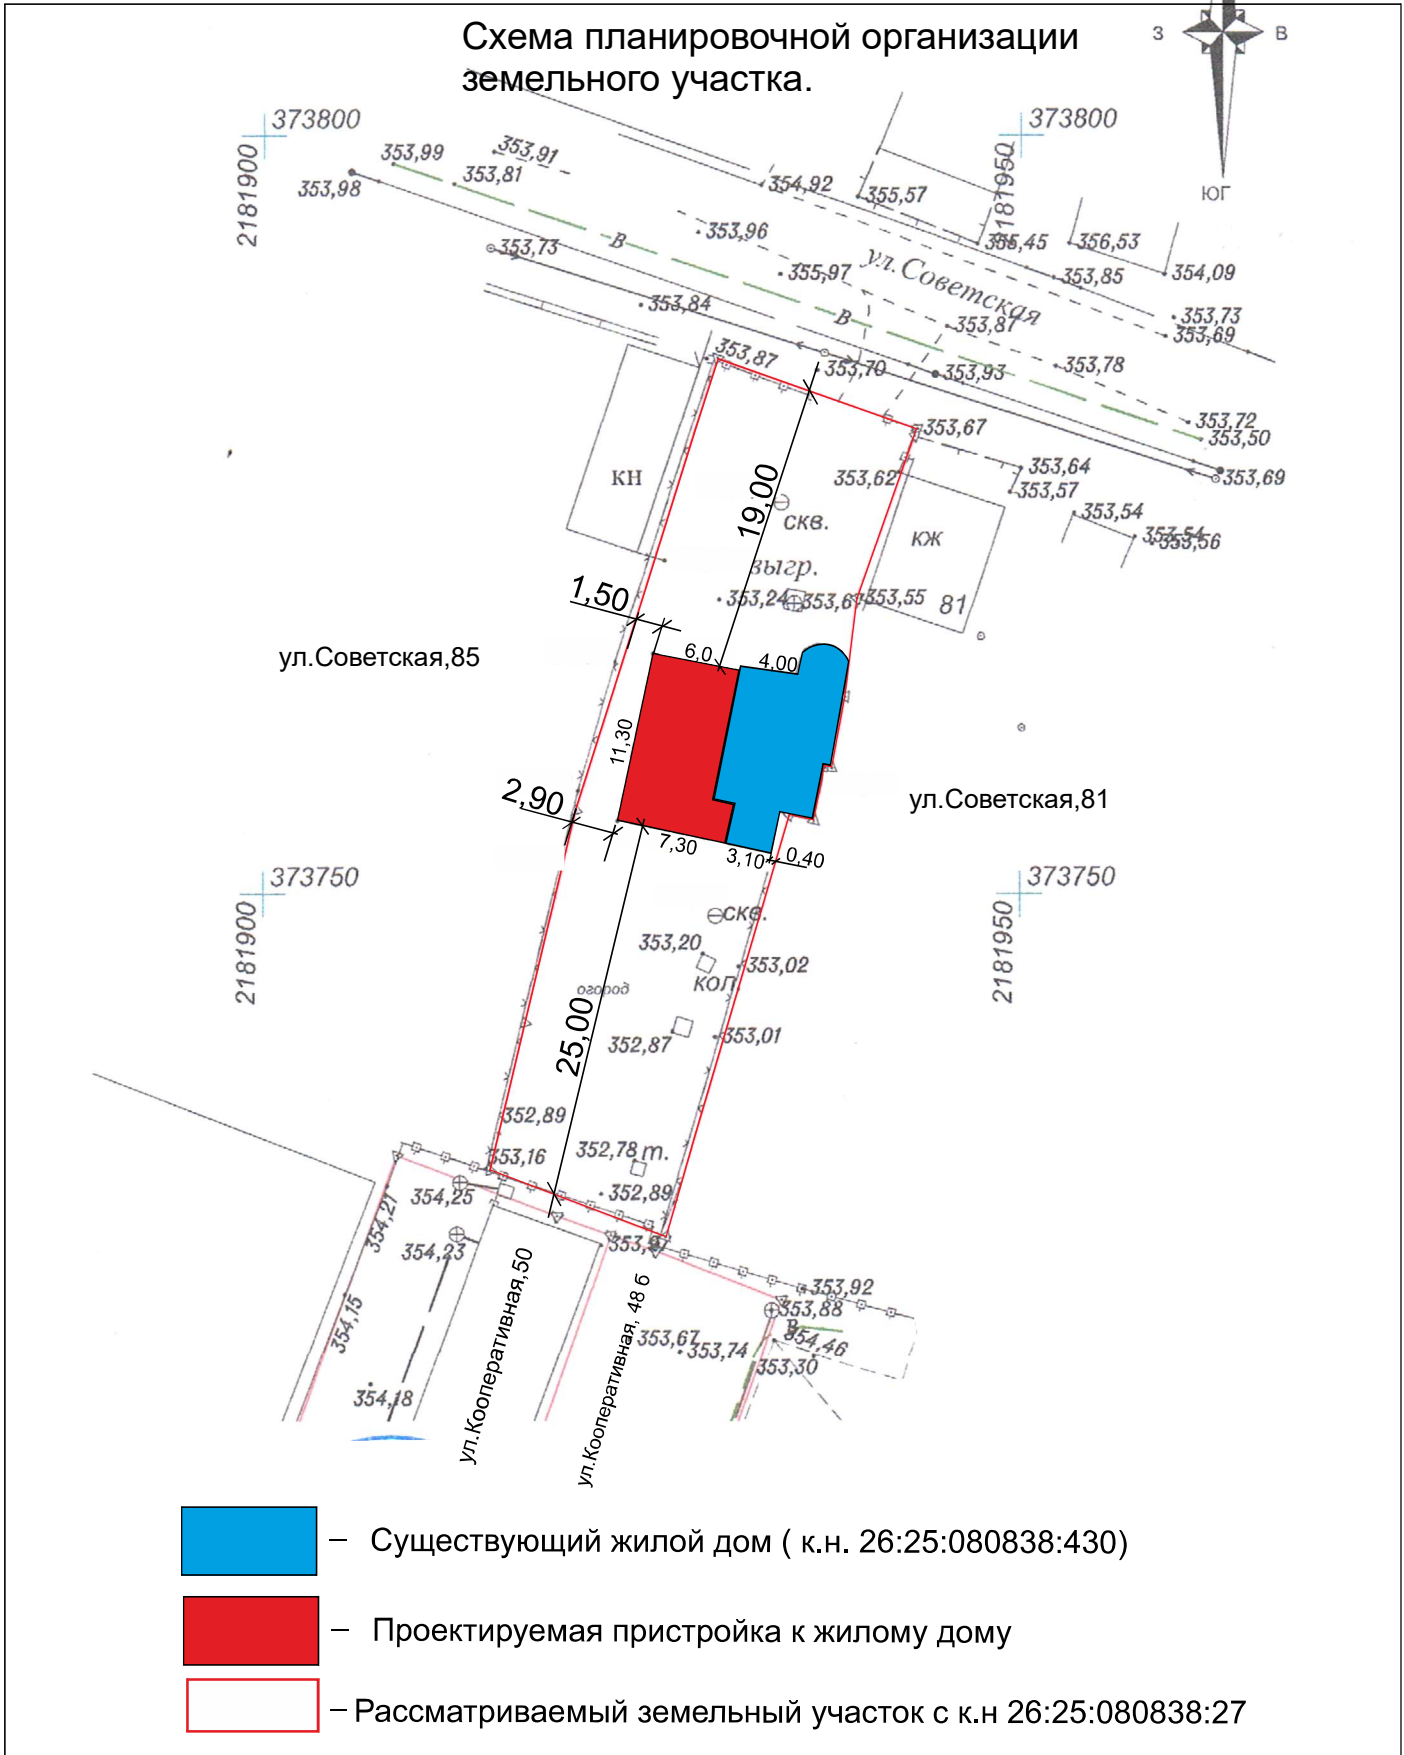 Схема планировочной организации
земельного участка.
З
В
ЮГ
373800
373800
2181900
2181950
353,99
353,91
353,81
353,98
354,92
355,57
353,96
353,73
В
355,45
356,53
355,97
ул.Советская
353,85
354,09
353,84
В
353,87
353,73
353,69
353,87
353,70
353,93
353,78
353,72
353,50
353,67
353,62
353,64
353,57
353,69
кн
19,00
скв.
353,54
353,54
353,56
кж
выгр.
1,50
353,24
353,55
81
ул.Советская,85
6,0
4,00
11,30
2,90
ул.Советская,81
7,30
3,10
0,40
373750
373750
2181900
2181950
скв.
353,20
353,02
кол.
огород
25,00
352,87
353,01
352,89
353,16
352,78
т.
354,25
352,89
354,21
354,23
ул.Кооперативная,50
ул.Кооперативная, 48 б
353,92
353,88
354,15
В
353,67
353,74
354,46
353,30
354,18
– Существующий жилой дом ( к.н. 26:25:080838:430)
– Проектируемая пристройка к жилому дому
– Рассматриваемый земельный участок с к.н 26:25:080838:27